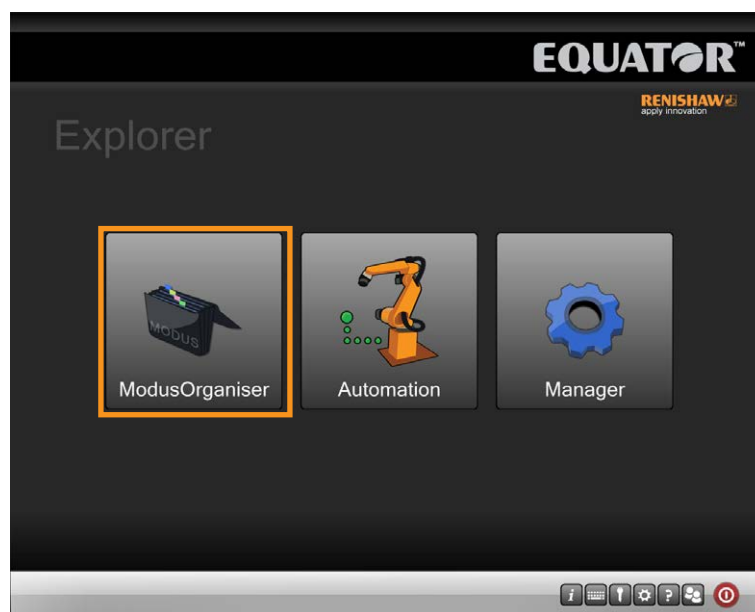 EQUATOR™
RENISHAW
apply innovation
Explorer
MODUS
ModusOrganiser
Automation
Manager
i
?